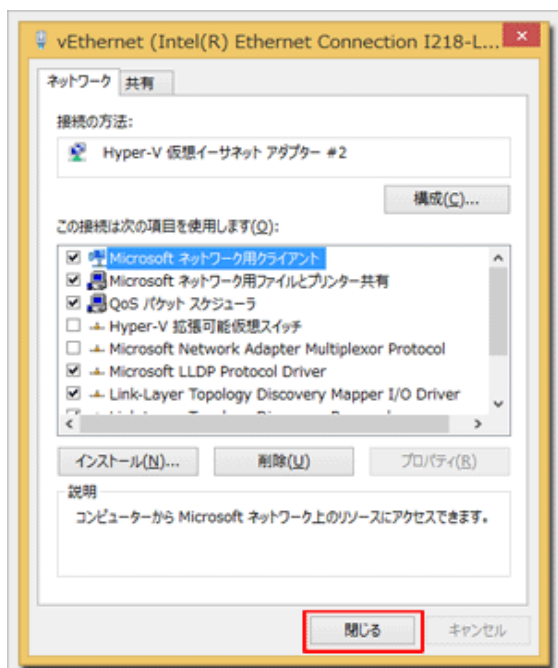 vEthernet (Intel(R) Ethernet Connection I218-L...
ネットワーク 共有
接続の方法:
Hyper-V 仮想イーサネット アダプター #2
構成(C)...
この接続は次の項目を使用します(O):
Microsoft ネットワーク用クライアント
Microsoft ネットワーク用ファイルとプリンター共有
QoS パケット スケジューラ
Hyper-V 拡張可能仮想スイッチ
Microsoft Network Adapter Multiplexor Protocol
Microsoft LLDP Protocol Driver
Link-Layer Topology Discovery Mapper I/O Driver
インストール(N)... 削除(U) プロパティ(R)
説明
コンピューターから Microsoft ネットワーク上のリソースにアクセスできます。
閉じる キャンセル